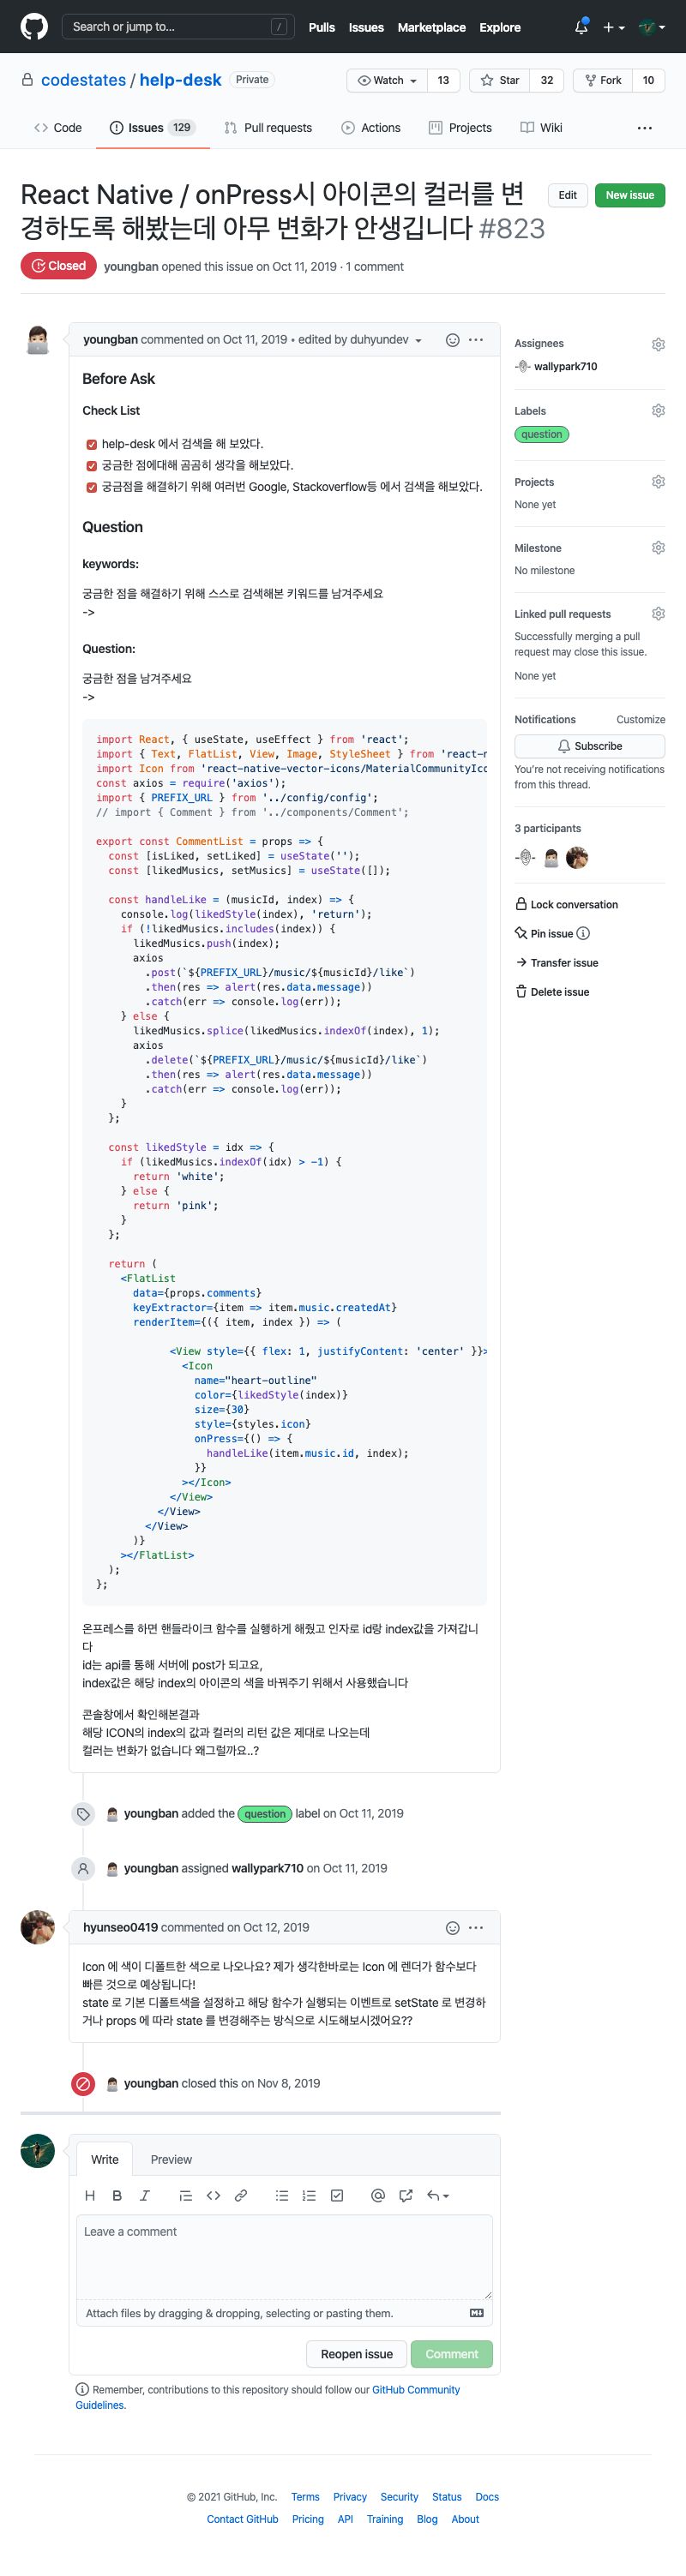 Search or jump to...
/
Pulls
Issues
Marketplace
Explore
codestates / help-desk
Private
Watch
13
Star
32
Fork
10
Code
Issues 129
Pull requests
Actions
Projects
Wiki
React Native / onPress시 아이콘의 컬러를 변
경하도록 해봤는데 아무 변화가 안생깁니다 #823
Edit
New issue
Closed
youngban opened this issue on Oct 11, 2019 · 1 comment
youngban commented on Oct 11, 2019 • edited by duhyundev
Before Ask
Check List
help-desk 에서 검색을 해 보았다.
궁금한 점에대해 곰곰히 생각을 해보았다.
궁금점을 해결하기 위해 여러번 Google, Stackoverflow등 에서 검색을 해보았다.
Question
keywords:
궁금한 점을 해결하기 위해 스스로 검색해본 키워드를 남겨주세요
->
Question:
궁금한 점을 남겨주세요
->
import React, { useState, useEffect } from 'react';
import { Text, FlatList, View, Image, StyleSheet } from 'react-n
import Icon from 'react-native-vector-icons/MaterialCommunityIco
const axios = require('axios');
import { PREFIX_URL } from '../config/config';
// import { Comment } from '../components/Comment';
export const CommentList = props => {
const [isLiked, setLiked] = useState('');
const [likedMusics, setMusics] = useState([]);
const handleLike = (musicId, index) => {
console.log(likedStyle(index), 'return');
if (!likedMusics.includes(index)) {
likedMusics.push(index);
axios
.post(`${PREFIX_URL}/music/${musicId}/like`)
.then(res => alert(res.data.message))
.catch(err => console.log(err));
} else {
likedMusics.splice(likedMusics.indexOf(index), 1);
axios
.delete(`${PREFIX_URL}/music/${musicId}/like`)
.then(res => alert(res.data.message))
.catch(err => console.log(err));
}
};
const likedStyle = idx => {
if (likedMusics.indexOf(idx) > -1) {
return 'white';
} else {
return 'pink';
}
};
return (
<FlatList
data={props.comments}
keyExtractor={item => item.music.createdAt}
renderItem={({ item, index }) => (
<View style={{ flex: 1, justifyContent: 'center' }}>
<Icon
name="heart-outline"
color={likedStyle(index)}
size={30}
style={styles.icon}
onPress={() => {
handleLike(item.music.id, index);
}}
></Icon>
</View>
</View>
</View>
)}
></FlatList>
);
};
온프레스를 하면 핸들라이크 함수를 실행하게 해줬고 인자로 id랑 index값을 가져갑니
다
id는 api를 통해 서버에 post가 되고요,
index값은 해당 index의 아이콘의 색을 바꿔주기 위해서 사용했습니다
콘솔창에서 확인해본결과
해당 ICON의 index의 값과 컬러의 리턴 값은 제대로 나오는데
컬러는 변화가 없습니다 왜그럴까요..?
Assignees
wallypark710
Labels
question
Projects
None yet
Milestone
No milestone
Linked pull requests
Successfully merging a pull
request may close this issue.
None yet
Notifications
Customize
Subscribe
You're not receiving notifications
from this thread.
3 participants
Lock conversation
Pin issue
Transfer issue
Delete issue
youngban added the question label on Oct 11, 2019
youngban assigned wallypark710 on Oct 11, 2019
hyunseo0419 commented on Oct 12, 2019
Icon 에 색이 디폴트한 색으로 나오나요? 제가 생각한바로는 Icon 에 렌더가 함수보다
빠른 것으로 예상됩니다!
state 로 기본 디폴트색을 설정하고 해당 함수가 실행되는 이벤트로 setState 로 변경하
거나 props 에 따라 state 를 변경해주는 방식으로 시도해보시겠어요??
youngban closed this on Nov 8, 2019
Write
Preview
Leave a comment
Attach files by dragging & dropping, selecting or pasting them.
Reopen issue
Comment
Remember, contributions to this repository should follow our GitHub Community
Guidelines.
© 2021 GitHub, Inc.
Terms
Privacy
Security
Status
Docs
Contact GitHub
Pricing
API
Training
Blog
About